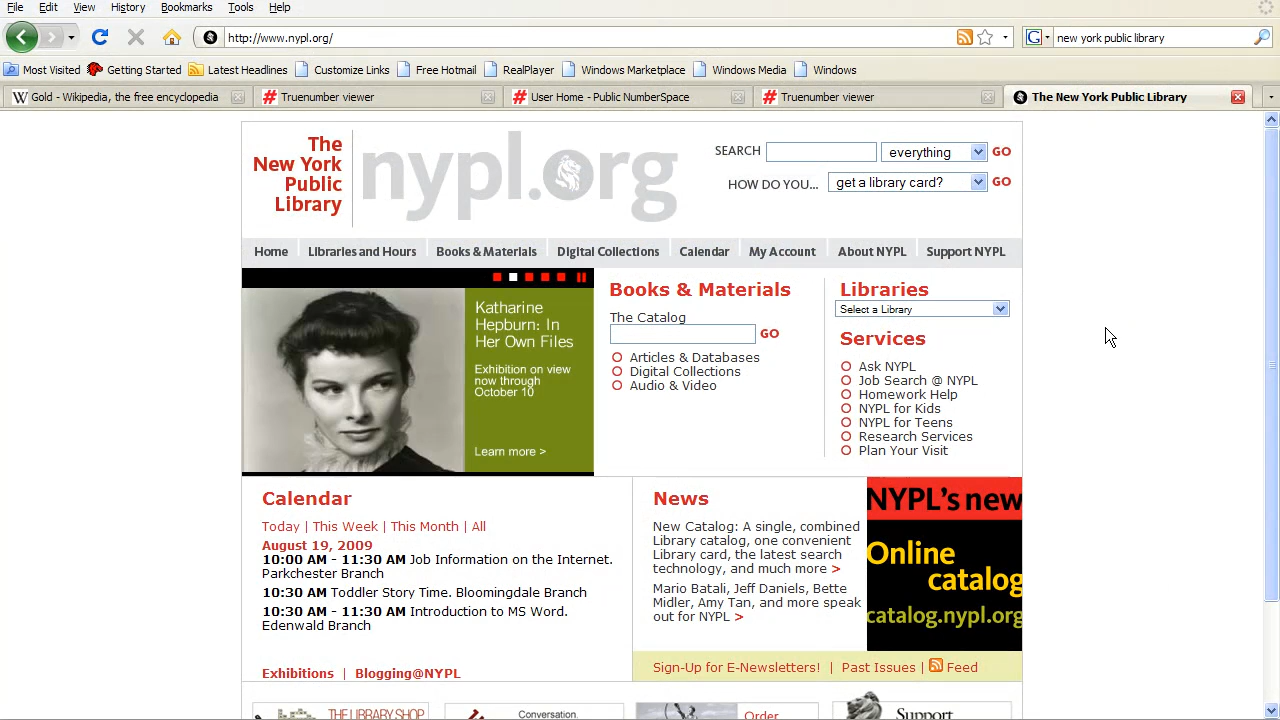 File Edit View History Bookmarks Tools Help
http://www.nypl.org/
new york public library
Most Visited Getting Started Latest Headlines Customize Links Free Hotmail RealPlayer Windows Marketplace Windows Media Windows
Gold - Wikipedia, the free encyclopedia
Truenumber viewer
User Home - Public NumberSpace
Truenumber viewer
The New York Public Library
The
New York
Public
Library
nypl.org
SEARCH everything GO
HOW DO YOU... get a library card? GO
Home Libraries and Hours Books & Materials Digital Collections Calendar My Account About NYPL Support NYPL
Katharine
Hepburn: In
Her Own Files
Exhibition on view
now through
October 10
Learn more >
Books & Materials
The Catalog
GO
Articles & Databases
Digital Collections
Audio & Video
Libraries
Select a Library
Services
Ask NYPL
Job Search @ NYPL
Homework Help
NYPL for Kids
NYPL for Teens
Research Services
Plan Your Visit
Calendar
Today | This Week | This Month | All
August 19, 2009
10:00 AM - 11:30 AM Job Information on the Internet.
Parkchester Branch
10:30 AM Toddler Story Time. Bloomingdale Branch
10:30 AM - 11:30 AM Introduction to MS Word.
Edenwald Branch
Exhibitions | Blogging@NYPL
News
New Catalog: A single, combined
Library catalog, one convenient
Library card, the latest search
technology, and much more >
Mario Batali, Jeff Daniels, Bette
Midler, Amy Tan, and more speak
out for NYPL >
NYPL's new
Online
catalog
catalog.nypl.org
Sign-Up for E-Newsletters! | Past Issues | Feed
THE LIBRARY SHOP
Conversation.
Order
Support